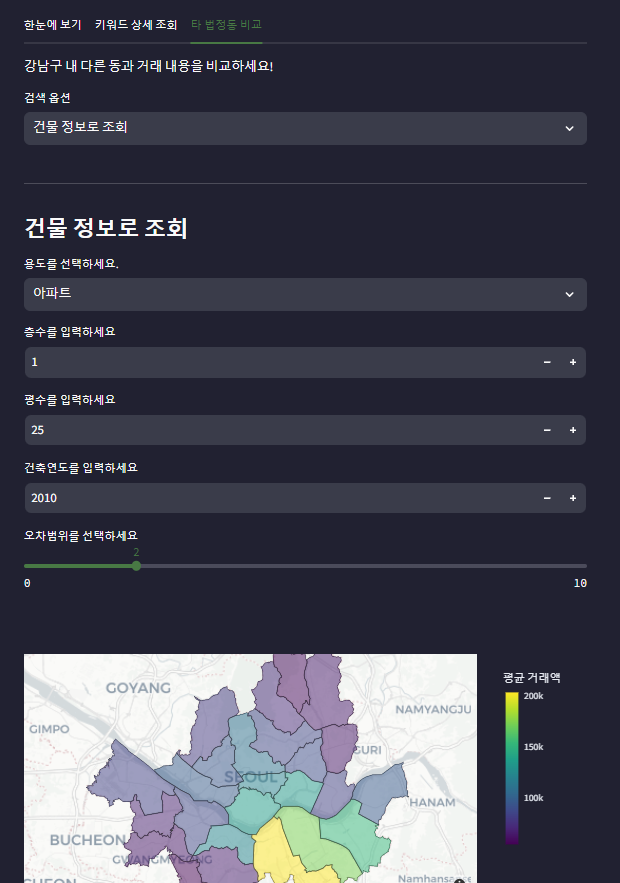 한눈에 보기 키워드 상세 조회 타 법정동 비교
강남구 내 다른 동과 거래 내용을 비교하세요!
검색 옵션
건물 정보로 조회
건물 정보로 조회
용도를 선택하세요.
아파트
층수를 입력하세요
1 − +
평수를 입력하세요
25 − +
건축연도를 입력하세요
2010 − +
오차범위를 선택하세요
2
0 10
평균 거래액
200k
150k
100k
GOYANG
NAMYANGJU
GIMPO
GURI
SEOUL
HANAM
BUCHEON
GWANGMYEONG